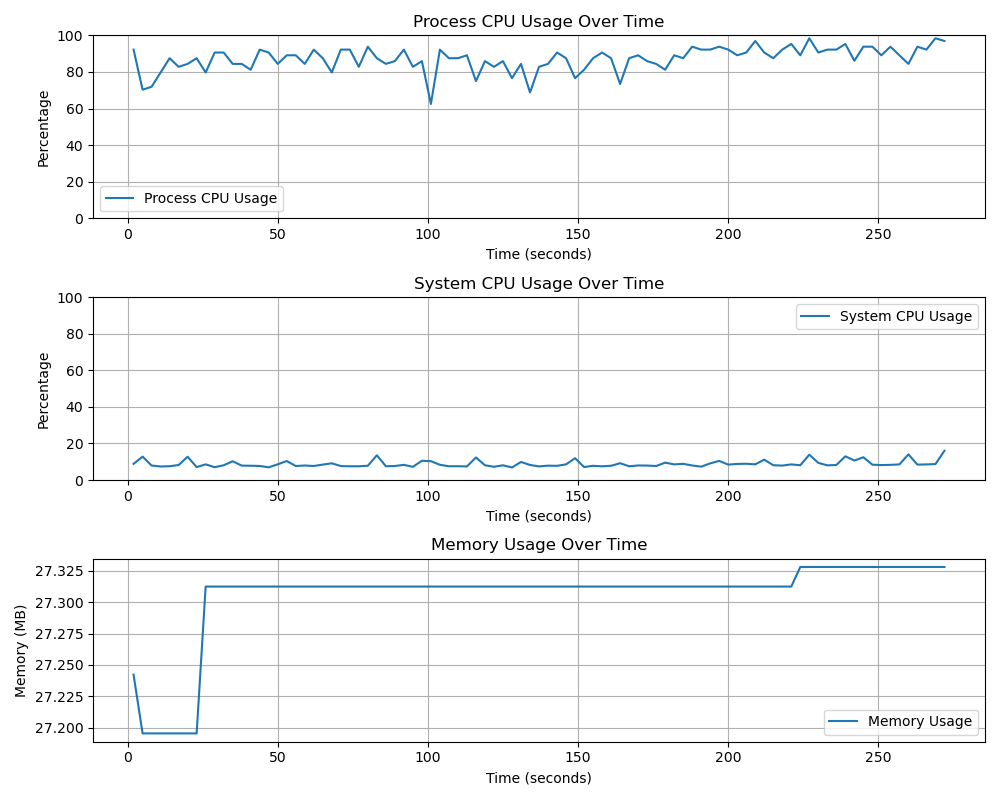 Process CPU Usage Over Time
100
80
60
40
20
0
Percentage
Process CPU Usage
0 50 100 150 200 250
Time (seconds)
System CPU Usage Over Time
100
80
60
40
20
0
Percentage
System CPU Usage
0 50 100 150 200 250
Time (seconds)
Memory Usage Over Time
27.325
27.300
27.275
27.250
27.225
27.200
Memory (MB)
Memory Usage
0 50 100 150 200 250
Time (seconds)